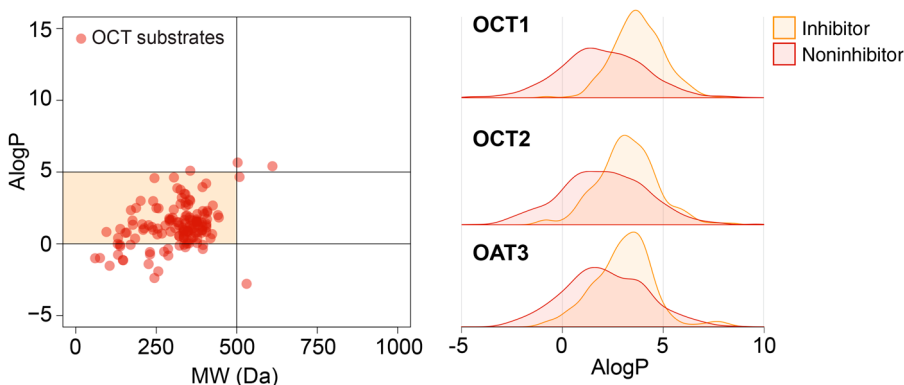 15
10
5
0
−5
AlogP
OCT substrates
0
250
500
750
1000
MW (Da)
OCT1
OCT2
OAT3
-5
0
5
10
AlogP
Inhibitor
Noninhibitor